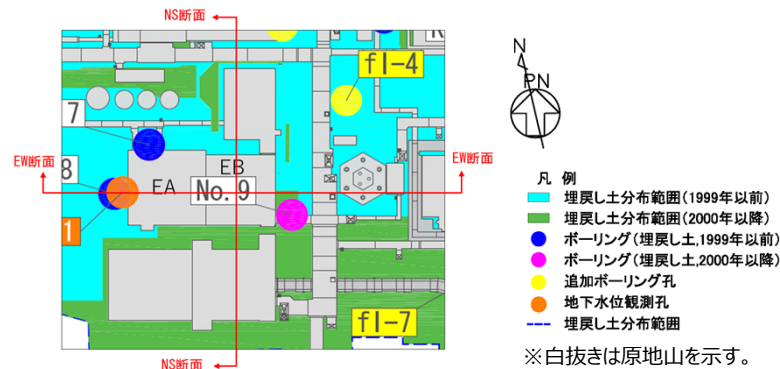 NS断面
fI-4
7
EW断面
8
EA
EB
No. 9
EW断面
1
fI-7
NS断面
N
PN
凡 例
埋戻し土分布範囲(1999年以前)
埋戻し土分布範囲(2000年以降)
ボーリング(埋戻し土,1999年以前)
ボーリング(埋戻し土,2000年以降)
追加ボーリング孔
地下水位観測孔
埋戻し土分布範囲
※白抜きは原地山を示す。